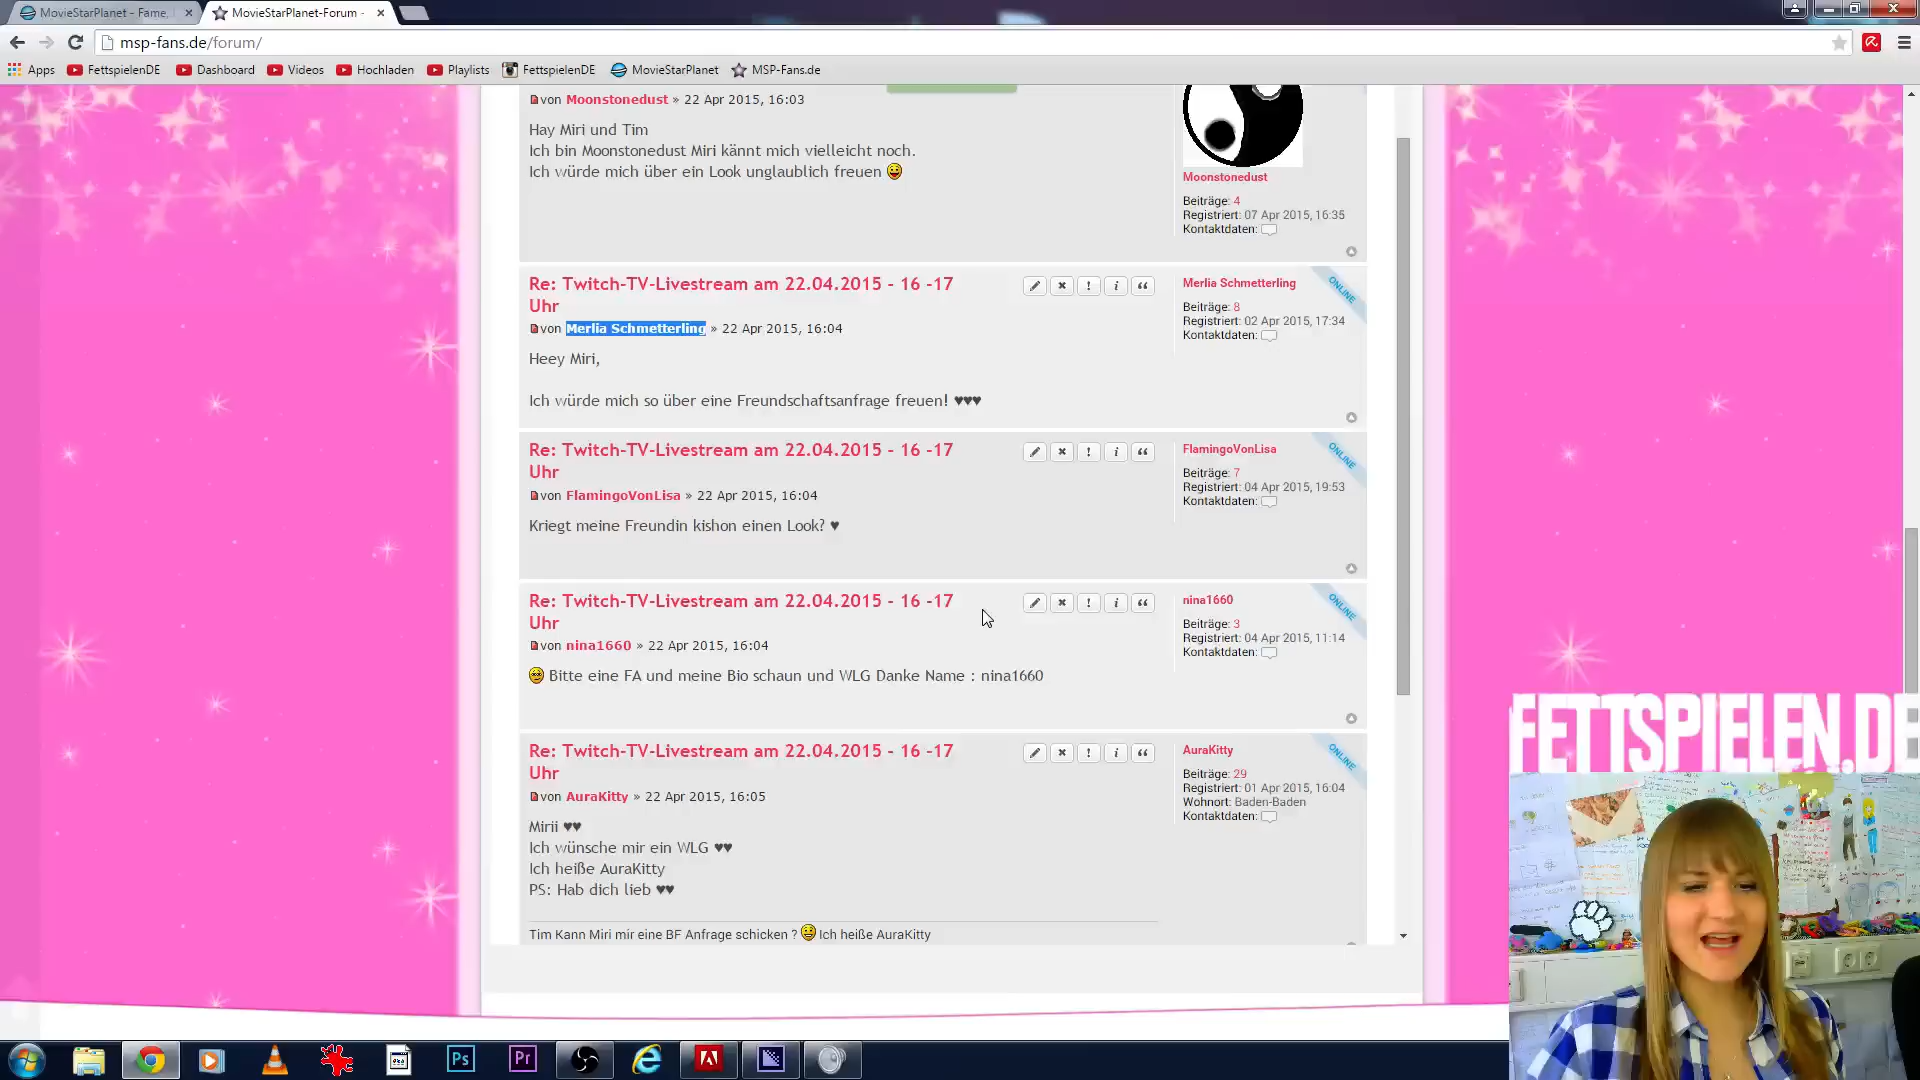 MovieStarPlanet - Fame,
MovieStarPlanet-Forum -
msp-fans.de/forum/
Apps
FettspielenDE
Dashboard
Videos
Hochladen
Playlists
FettspielenDE
MovieStarPlanet
MSP-Fans.de
von Moonstonedust » 22 Apr 2015, 16:03
Hay Miri und Tim
Ich bin Moonstonedust Miri kännt mich vielleicht noch.
Ich würde mich über ein Look unglaublich freuen
Moonstonedust
Beiträge: 4
Registriert: 07 Apr 2015, 16:35
Kontaktdaten:
Re: Twitch-TV-Livestream am 22.04.2015 - 16 -17
Uhr
von Merlia Schmetterling » 22 Apr 2015, 16:04
Heey Miri,
Ich würde mich so über eine Freundschaftsanfrage freuen! ♥♥♥
Merlia Schmetterling
Beiträge: 8
Registriert: 02 Apr 2015, 17:34
Kontaktdaten:
ONLINE
Re: Twitch-TV-Livestream am 22.04.2015 - 16 -17
Uhr
von FlamingoVonLisa » 22 Apr 2015, 16:04
Kriegt meine Freundin kishon einen Look? ♥
FlamingoVonLisa
Beiträge: 7
Registriert: 04 Apr 2015, 19:53
Kontaktdaten:
ONLINE
Re: Twitch-TV-Livestream am 22.04.2015 - 16 -17
Uhr
von nina1660 » 22 Apr 2015, 16:04
Bitte eine FA und meine Bio schaun und WLG Danke Name : nina1660
nina1660
Beiträge: 3
Registriert: 04 Apr 2015, 11:14
Kontaktdaten:
ONLINE
Re: Twitch-TV-Livestream am 22.04.2015 - 16 -17
Uhr
von AuraKitty » 22 Apr 2015, 16:05
Mirii ♥♥
Ich wünsche mir ein WLG ♥♥
Ich heiße AuraKitty
PS: Hab dich lieb ♥♥
Tim Kann Miri mir eine BF Anfrage schicken ? Ich heiße AuraKitty
AuraKitty
Beiträge: 29
Registriert: 01 Apr 2015, 16:04
Wohnort: Baden-Baden
Kontaktdaten:
ONLINE
FETTSPIELEN.DE
Ps
Pr